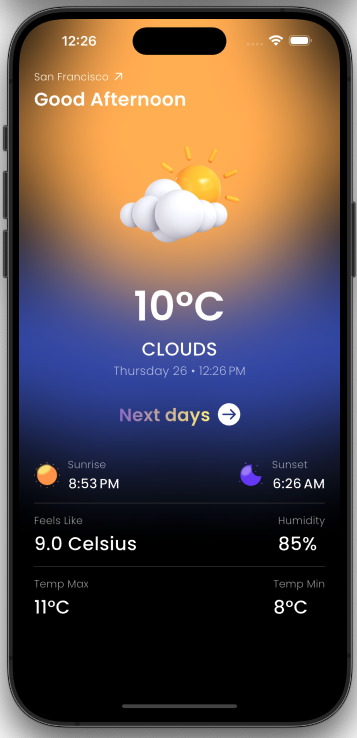 12:26
San Francisco
Good Afternoon
10°C
CLOUDS
Thursday 26 • 12:26 PM
Next days
Sunrise
8:53 PM
Sunset
6:26 AM
Feels Like
9.0 Celsius
Humidity
85%
Temp Max
11°C
Temp Min
8°C